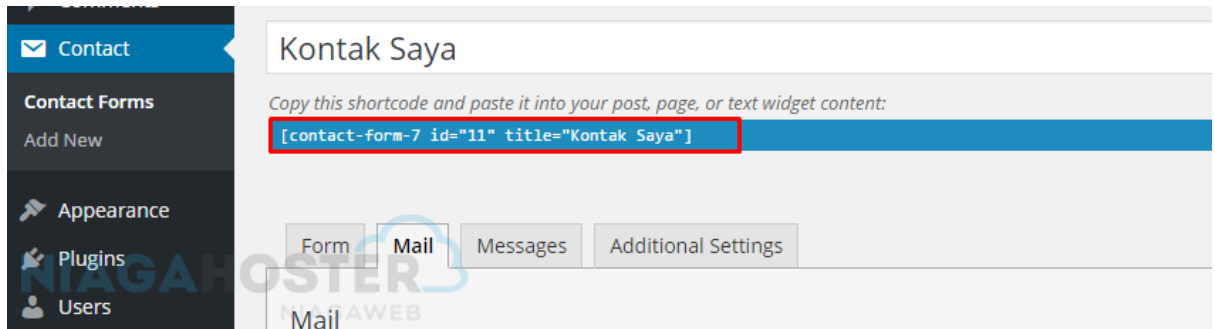 Comments
Contact
Contact Forms
Add New
Appearance
Plugins
Users
Kontak Saya
Copy this shortcode and paste it into your post, page, or text widget content:
[contact-form-7 id="11" title="Kontak Saya"]
Form
Mail
Messages
Additional Settings
Mail
NIAGAHOSTER
NIAGAWEB